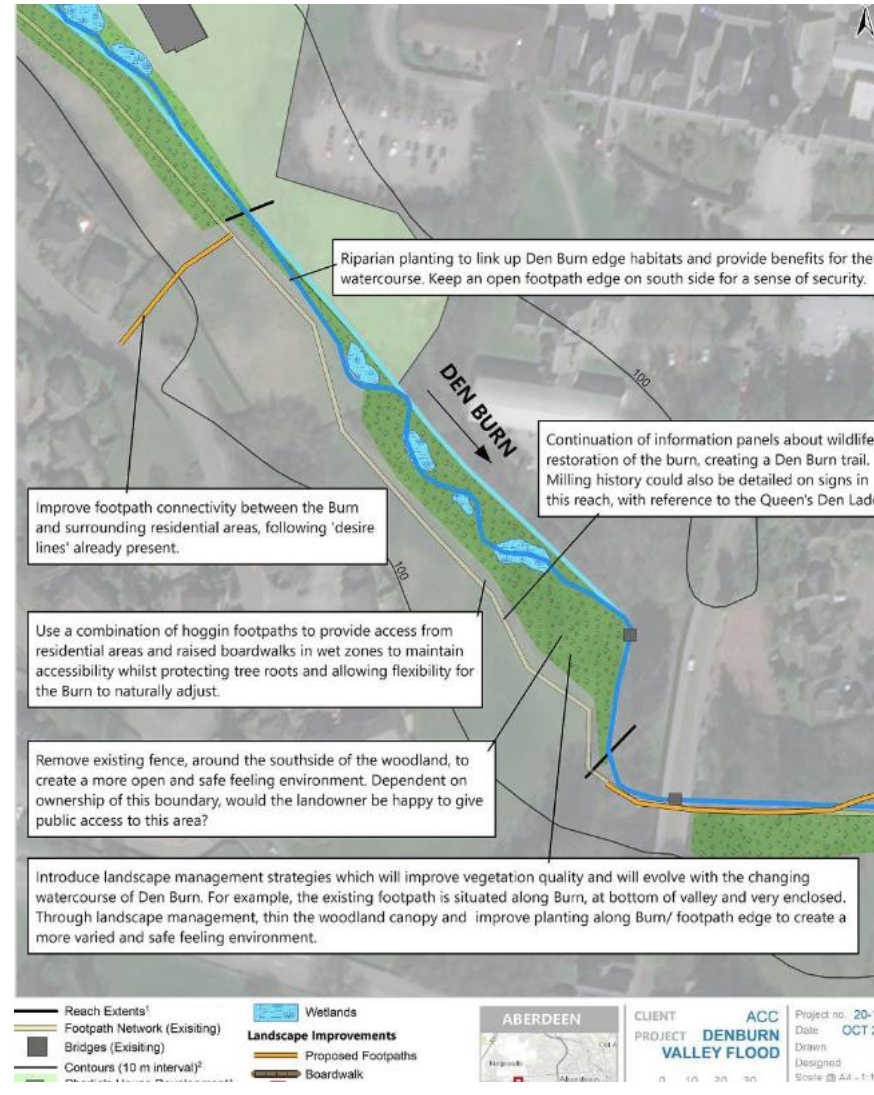 Riparian planting to link up Den Burn edge habitats and provide benefits for the
watercourse. Keep an open footpath edge on south side for a sense of security.
100
DEN BURN
Continuation of information panels about wildlife
restoration of the burn, creating a Den Burn trail.
Milling history could also be detailed on signs in
this reach, with reference to the Queen's Den Lade
Improve footpath connectivity between the Burn
and surrounding residential areas, following 'desire
lines' already present.
100
Use a combination of hoggin footpaths to provide access from
residential areas and raised boardwalks in wet zones to maintain
accessibility whilst protecting tree roots and allowing flexibility for
the Burn to naturally adjust.
Remove existing fence, around the southside of the woodland, to
create a more open and safe feeling environment. Dependent on
ownership of this boundary, would the landowner be happy to give
public access to this area?
Introduce landscape management strategies which will improve vegetation quality and will evolve with the changing
watercourse of Den Burn. For example, the existing footpath is situated along Burn, at bottom of valley and very enclosed.
Through landscape management, thin the woodland canopy and improve planting along Burn/ footpath edge to create a
more varied and safe feeling environment.
Reach Extents¹
Footpath Network (Exisiting)
Bridges (Exisiting)
Contours (10 m interval)²
Wetlands
Landscape Improvements
Proposed Footpaths
Boardwalk
ABERDEEN
CLIENT ACC
PROJECT DENBURN
VALLEY FLOOD
0 10 20 30
Project no. 20-
Date OCT 2
Drawn
Designed
Scale @ A4 - 1:1